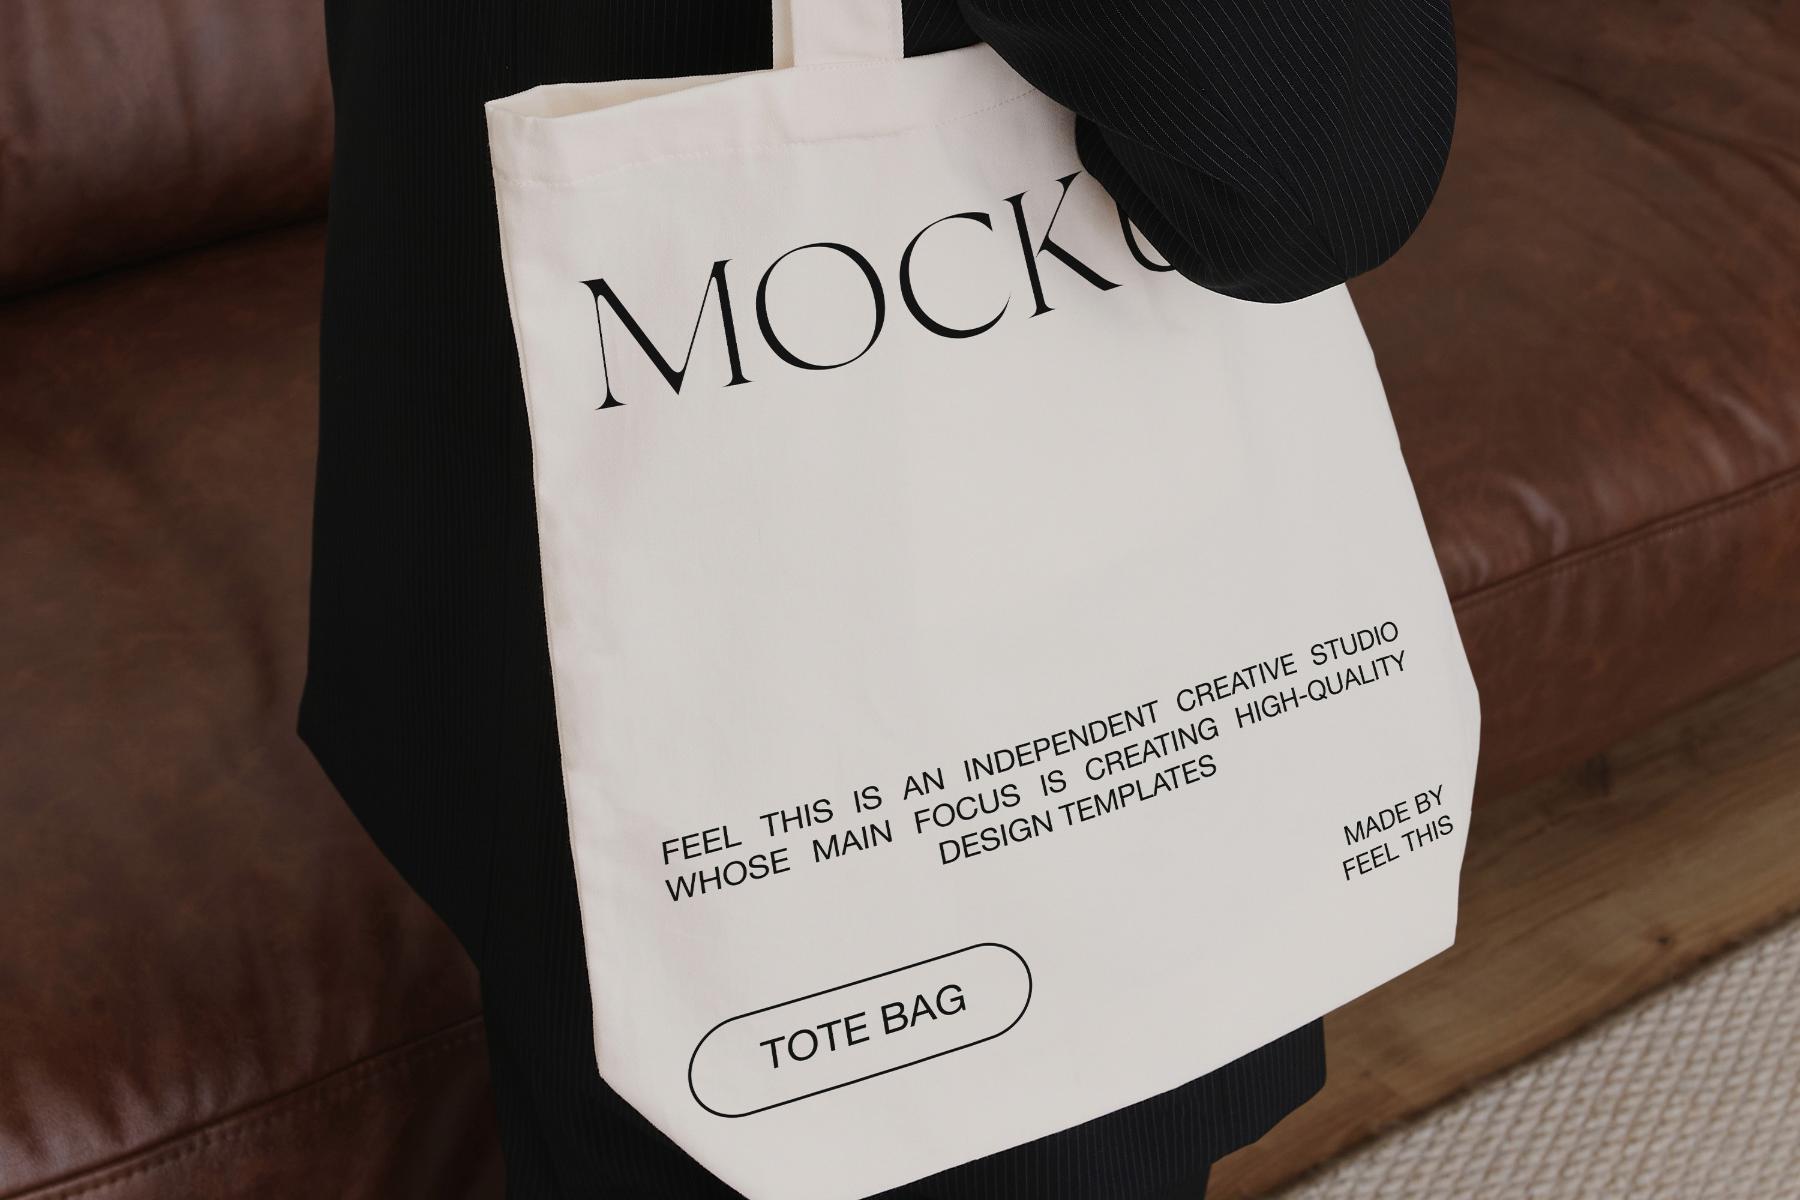 MOCKU
FEEL THIS IS AN INDEPENDENT CREATIVE STUDIO
WHOSE MAIN FOCUS IS CREATING HIGH-QUALITY
DESIGN TEMPLATES
MADE BY
FEEL THIS
TOTE BAG